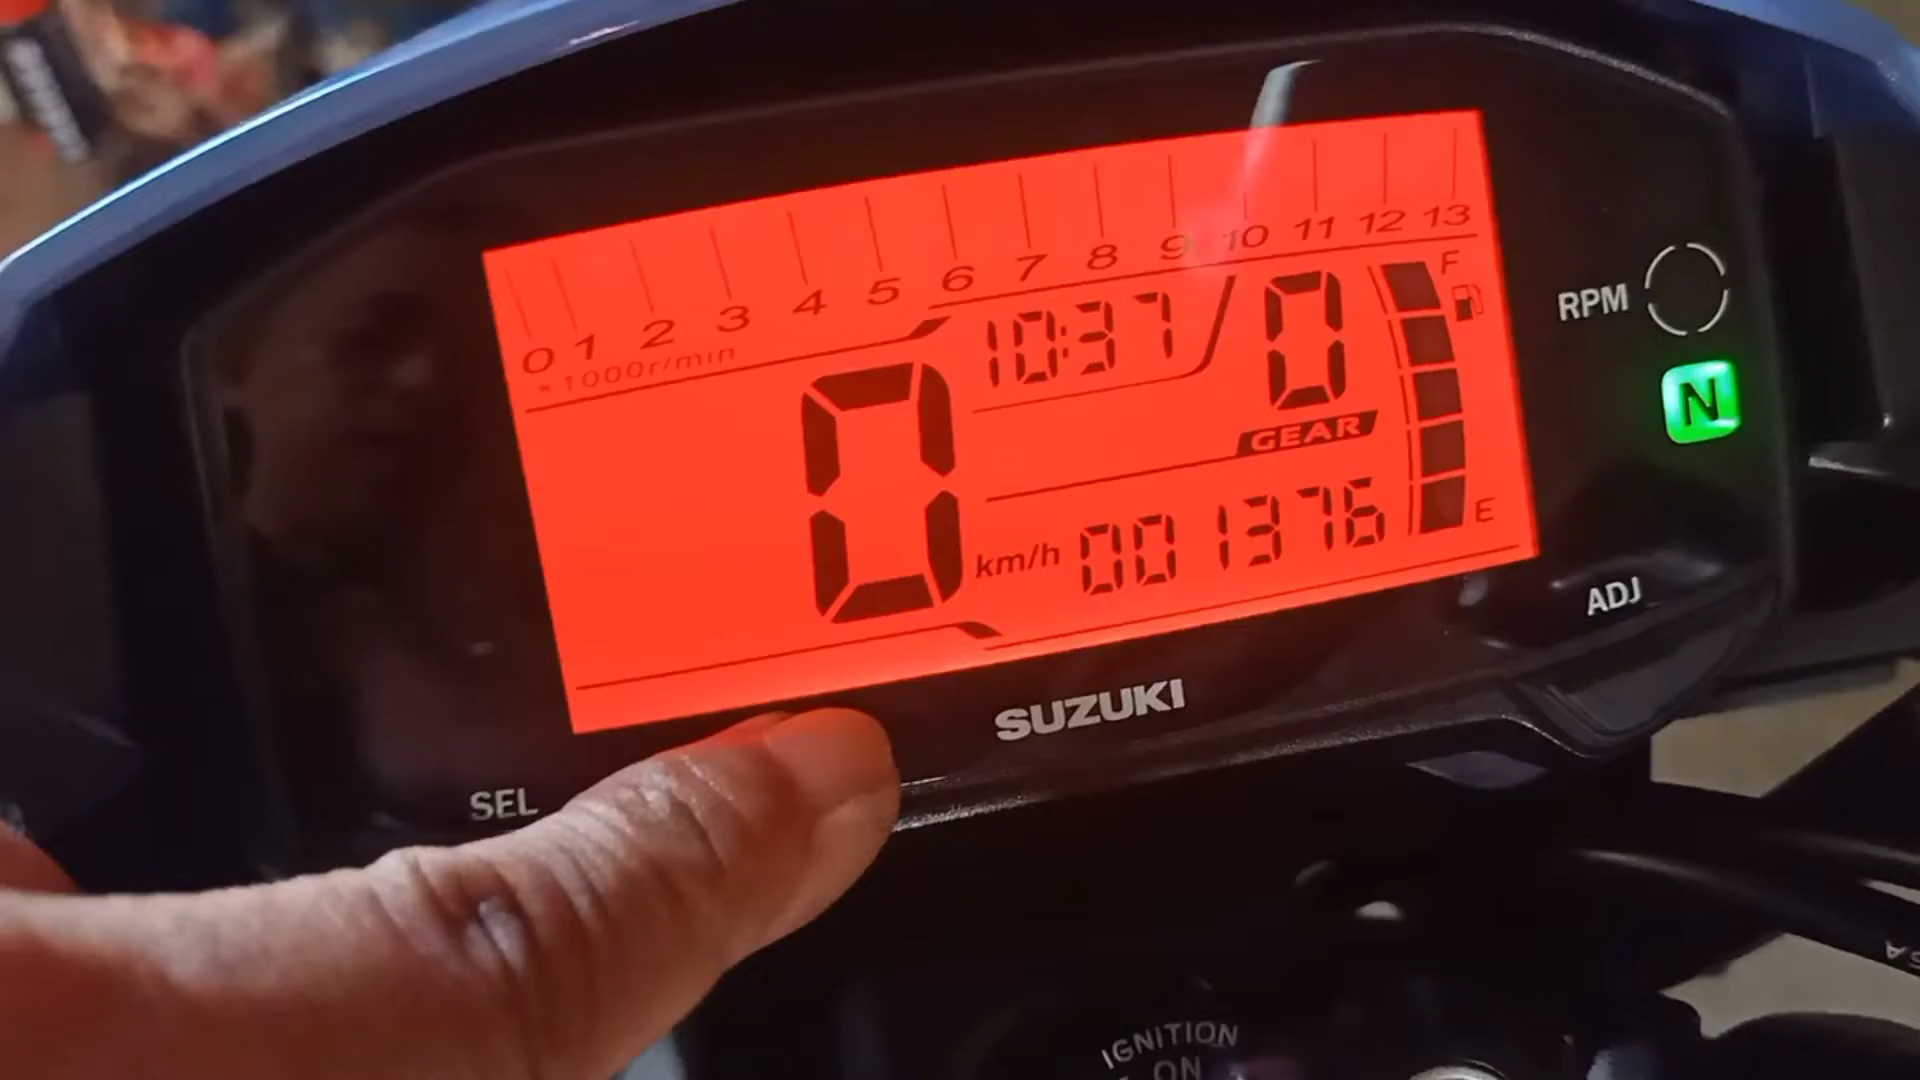 0 1 2 3 4 5 6 7 8 9 10 11 12 13
×1000r/min
10:37
0
F
GEAR
0
km/h
001376
E
RPM
N
ADJ
SUZUKI
SEL
IGNITION
ON